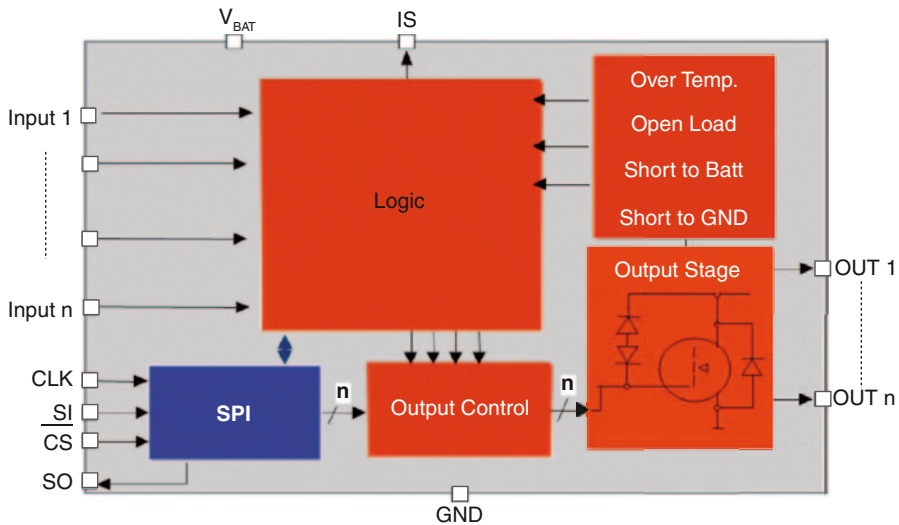 V BAT
IS
Over Temp.
Open Load
Short to Batt
Short to GND
Input 1
Logic
Input n
Output Stage
OUT 1
OUT n
CLK
SI
CS
SO
SPI
n
Output Control
n
GND